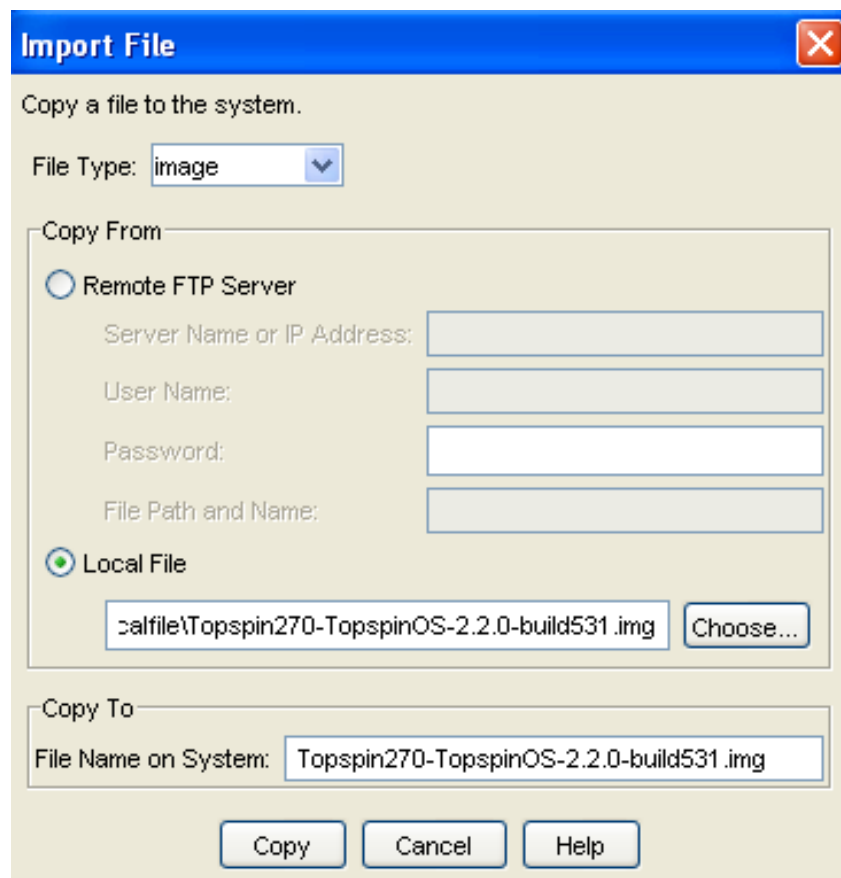 Import File
Copy a file to the system.
File Type: image
Copy From
Remote FTP Server
Server Name or IP Address:
User Name:
Password:
File Path and Name:
Local File
calfile\Topspin270-TopspinOS-2.2.0-build531.img Choose...
Copy To
File Name on System: Topspin270-TopspinOS-2.2.0-build531.img
Copy Cancel Help